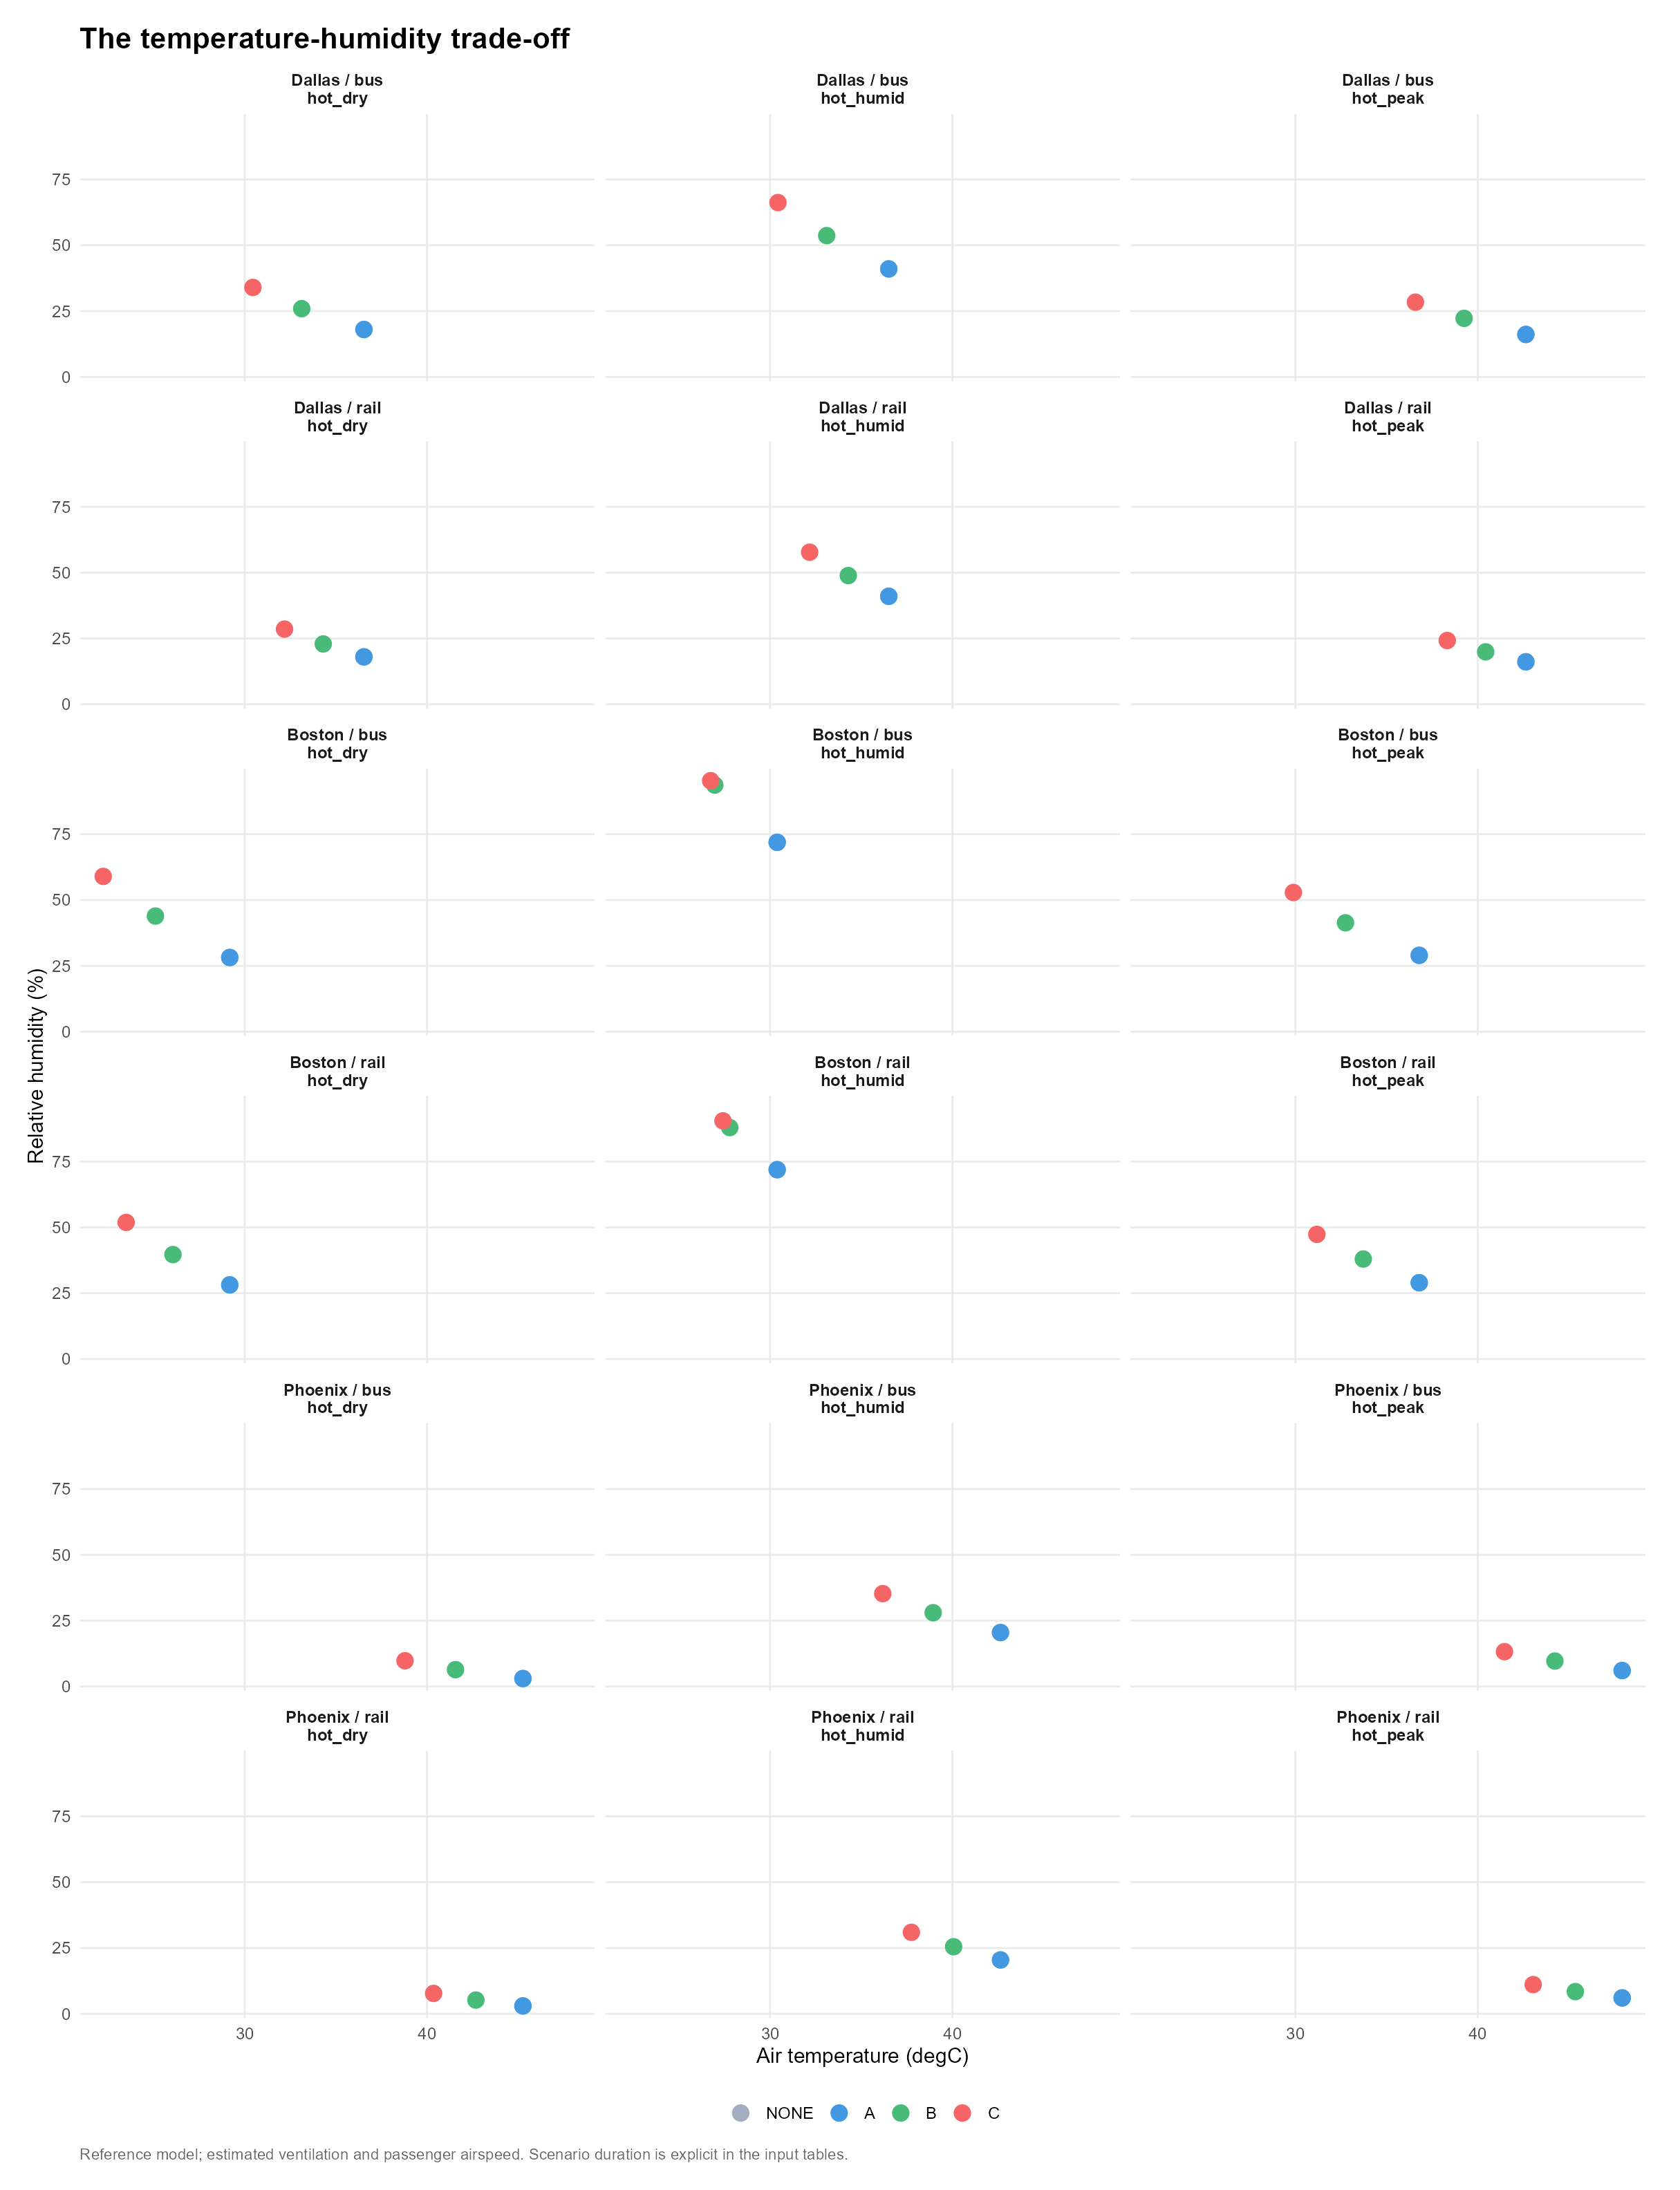 The temperature-humidity trade-off
Dallas / bus
hot_dry
Dallas / bus
hot_humid
Dallas / bus
hot_peak
75
50
25
0
Dallas / rail
hot_dry
Dallas / rail
hot_humid
Dallas / rail
hot_peak
75
50
25
0
Boston / bus
hot_dry
Boston / bus
hot_humid
Boston / bus
hot_peak
75
50
25
0
Relative humidity (%)
Boston / rail
hot_dry
Boston / rail
hot_humid
Boston / rail
hot_peak
75
50
25
0
Phoenix / bus
hot_dry
Phoenix / bus
hot_humid
Phoenix / bus
hot_peak
75
50
25
0
Phoenix / rail
hot_dry
Phoenix / rail
hot_humid
Phoenix / rail
hot_peak
75
50
25
0
30 40 30 40 30 40
Air temperature (degC)
NONE A B C
Reference model; estimated ventilation and passenger airspeed. Scenario duration is explicit in the input tables.